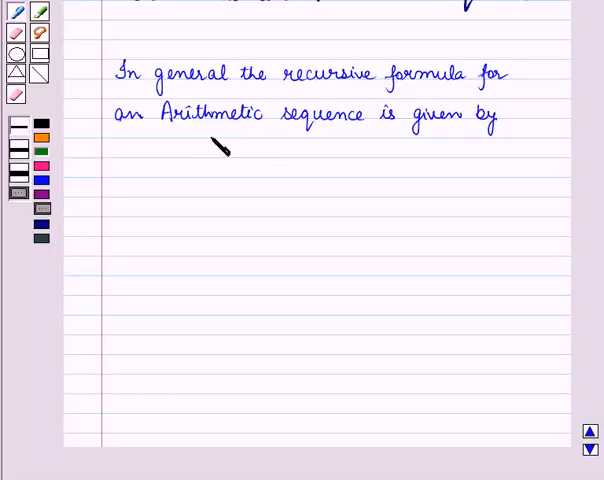 In general the recursive formula for
an Arithmetic sequence is given by